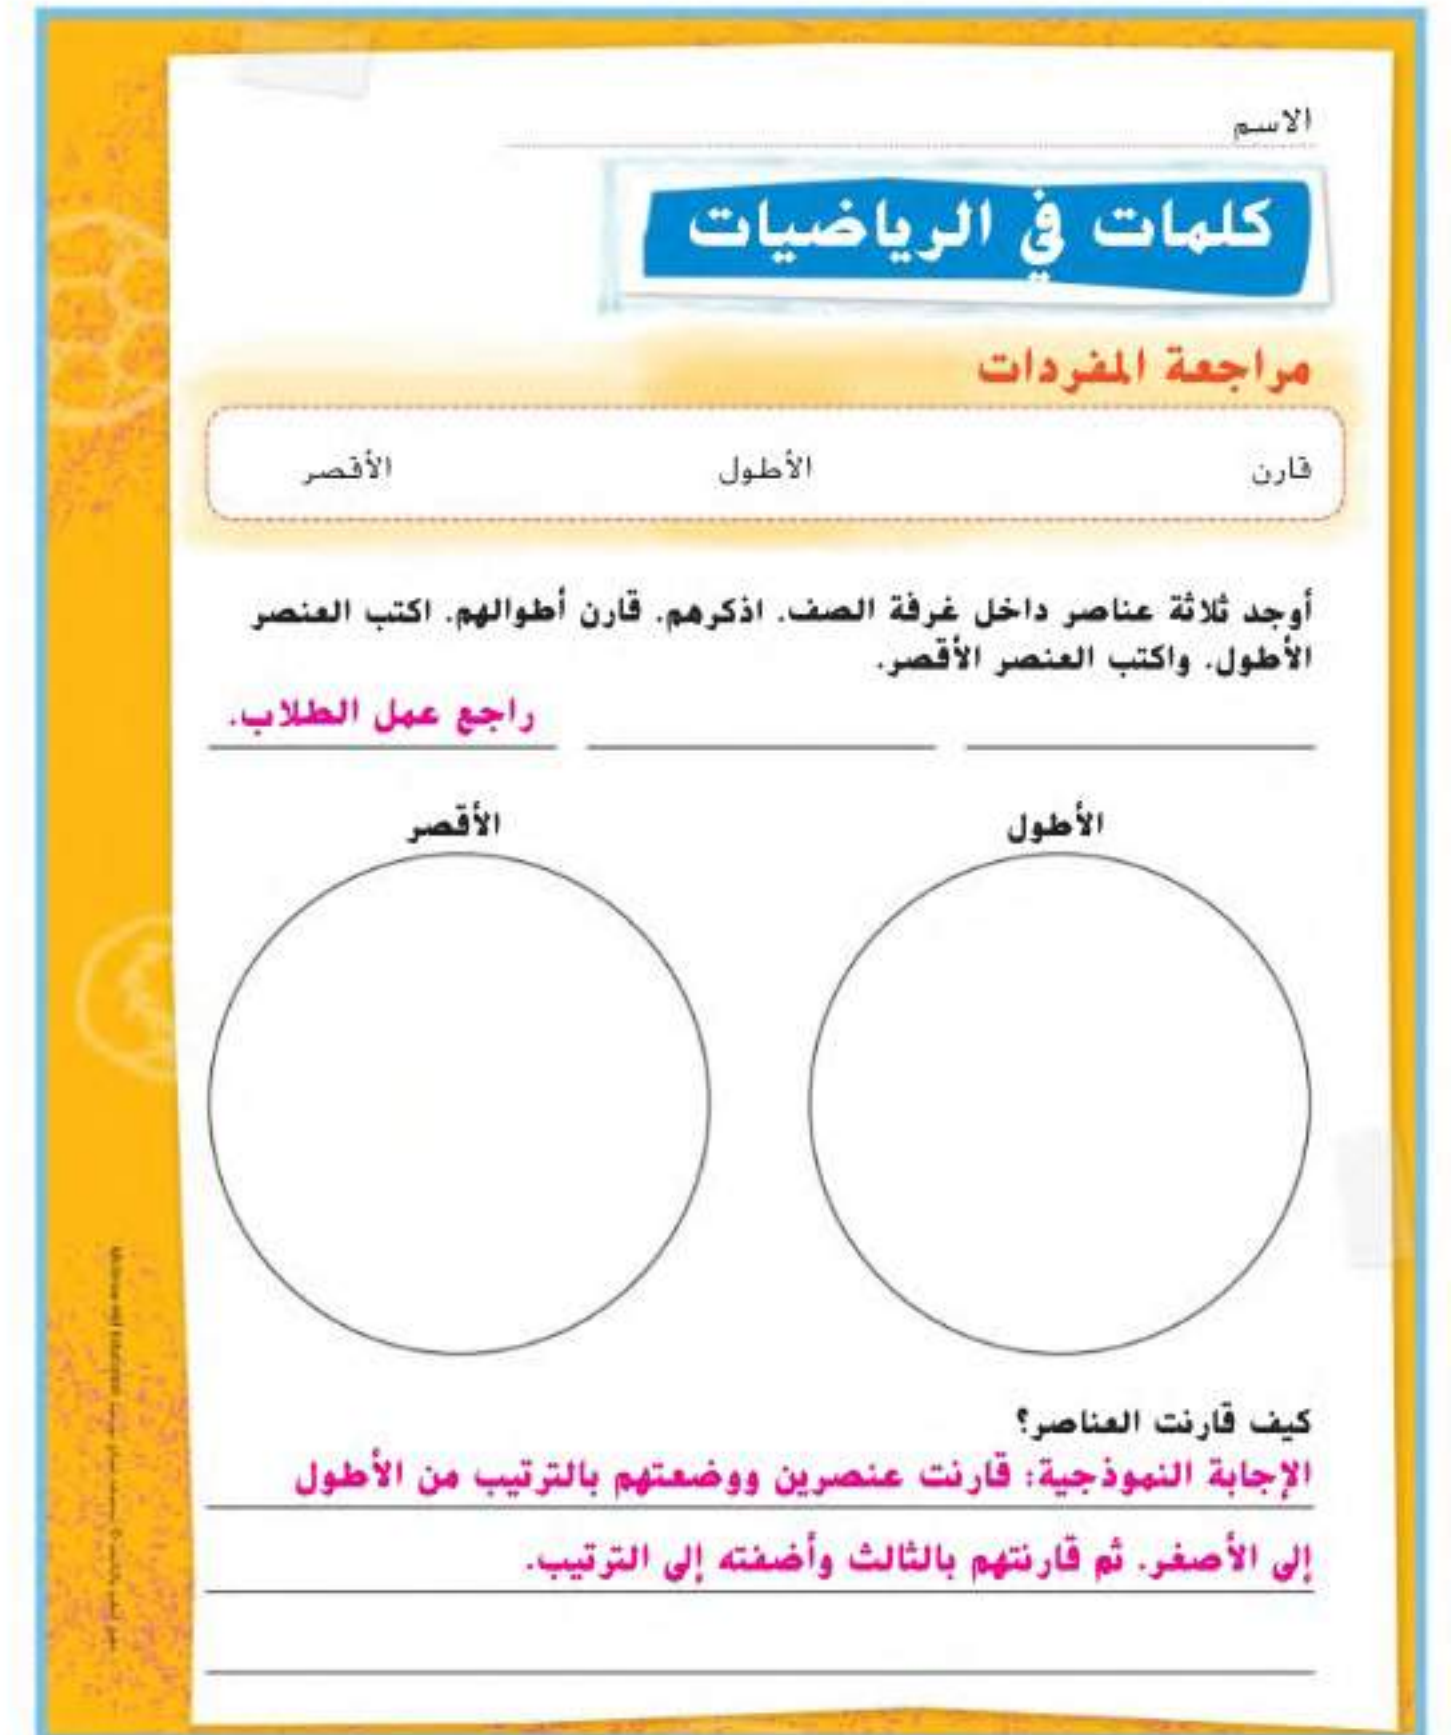 الاسم
كلمات في الرياضيات
مراجعة المفردات
قارن الأطول الأقصر
أوجد ثلاثة عناصر داخل غرفة الصف. اذكرهم. قارن أطوالهم. اكتب العنصر
الأطول. واكتب العنصر الأقصر.
راجع عمل الطلاب.
الأطول الأقصر
كيف قارنت العناصر؟
الإجابة النموذجية: قارنت عنصرين ووضعتهم بالترتيب من الأطول
إلى الأصغر. ثم قارنتهم بالثالث وأضفته إلى الترتيب.